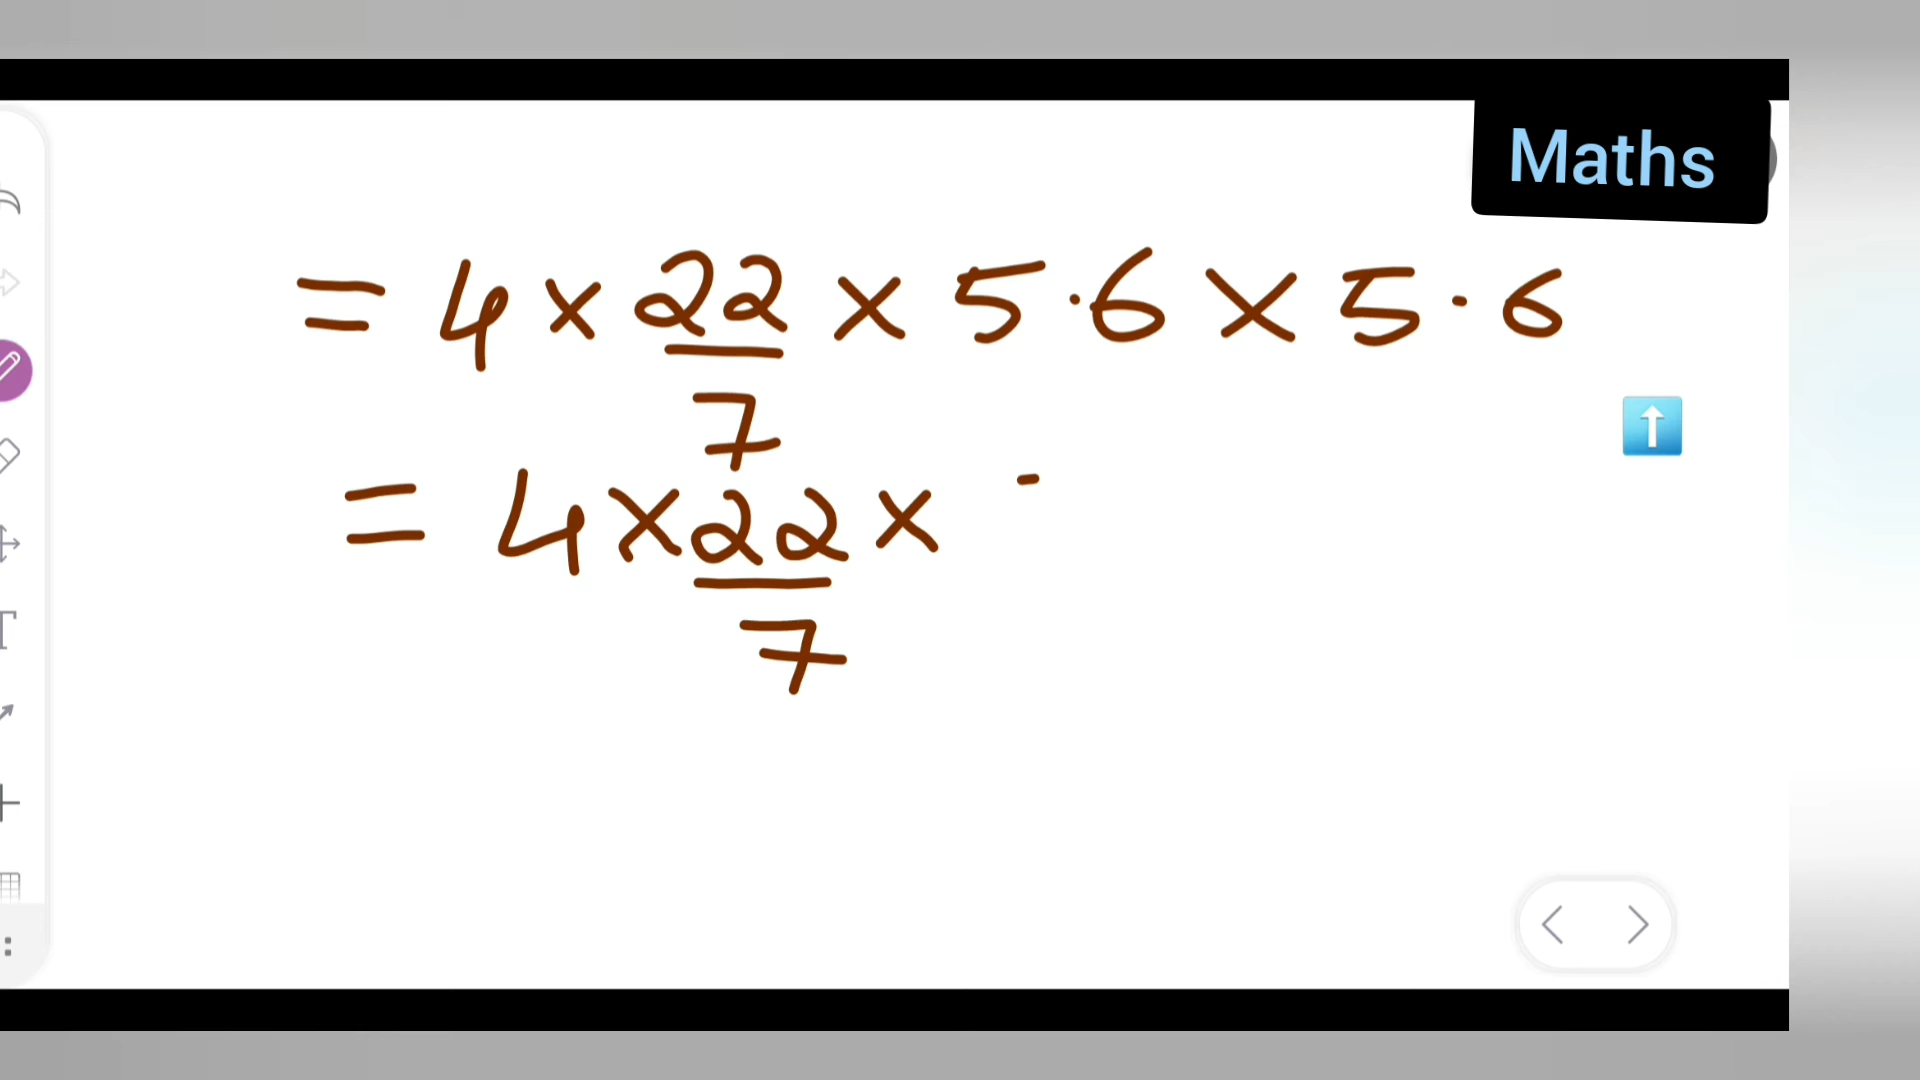 Maths
= 4 × 22/7 × 5·6 × 5·6
= 4 × 22/7 × -